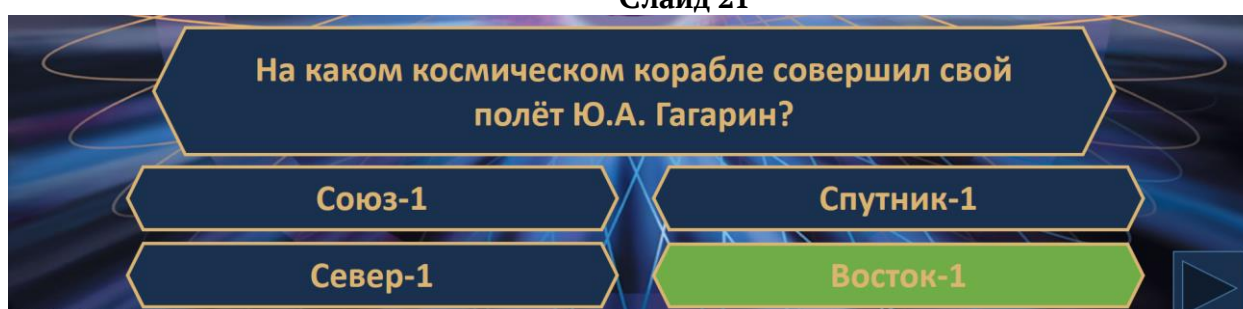 Слайд 21
На каком космическом корабле совершил свой
полёт Ю.А. Гагарин?
Союз-1
Спутник-1
Север-1
Восток-1